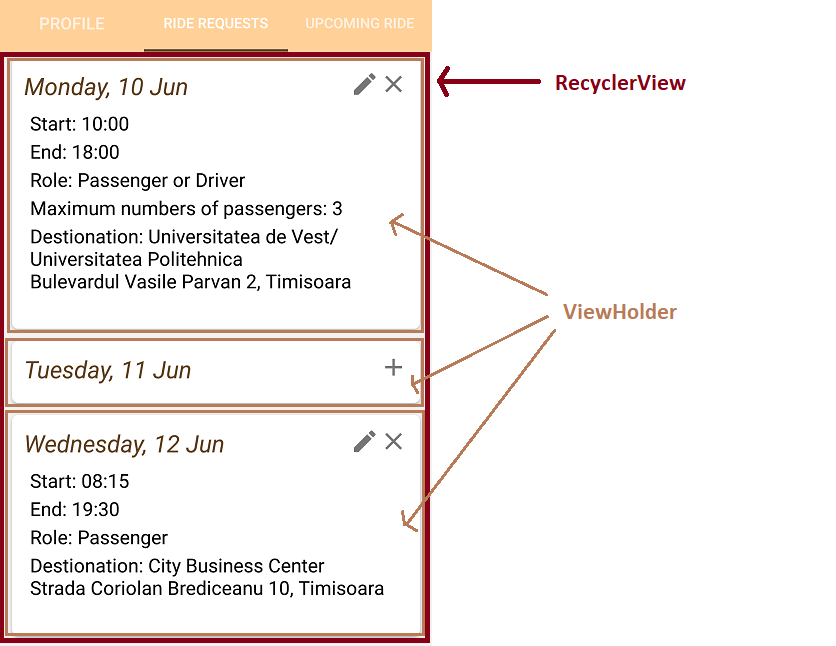 PROFILE RIDE REQUESTS UPCOMING RIDE
Monday, 10 Jun
Start: 10:00
End: 18:00
Role: Passenger or Driver
Maximum numbers of passengers: 3
Destionation: Universitatea de Vest/
Universitatea Politehnica
Bulevardul Vasile Parvan 2, Timisoara
Tuesday, 11 Jun
Wednesday, 12 Jun
Start: 08:15
End: 19:30
Role: Passenger
Destionation: City Business Center
Strada Coriolan Brediceanu 10, Timisoara
RecyclerView
ViewHolder